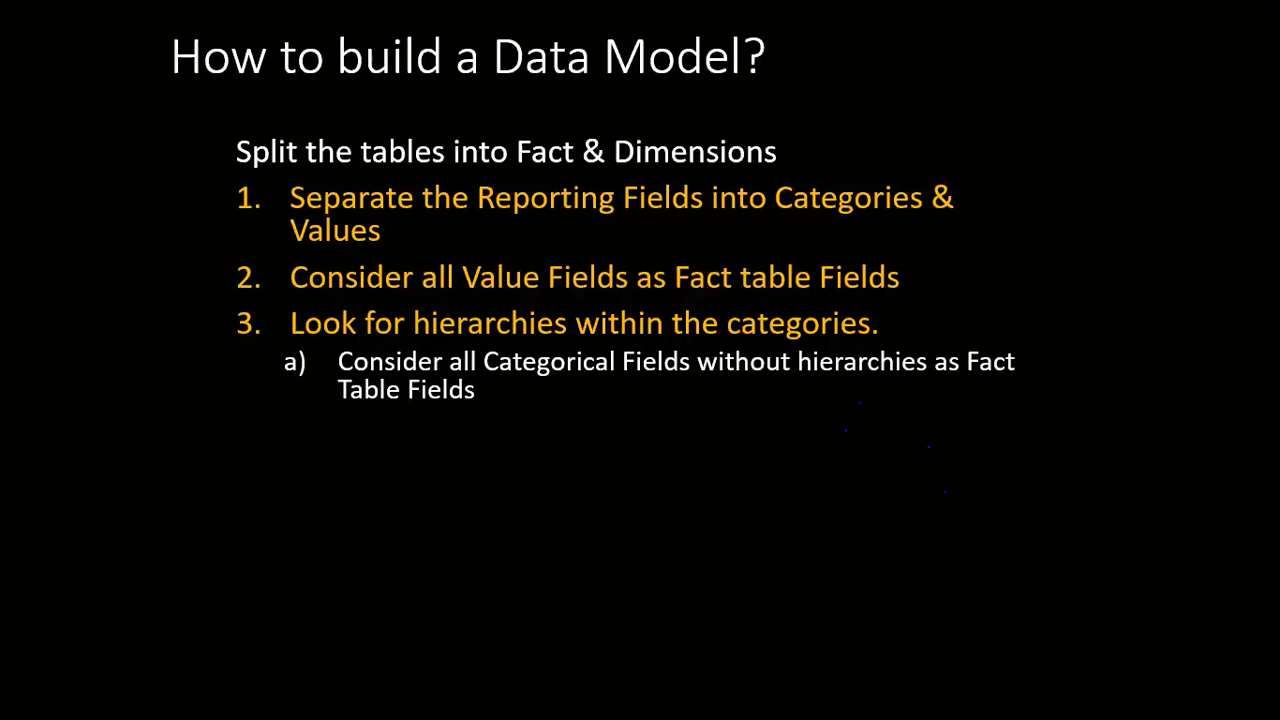 How to build a Data Model?
Split the tables into Fact & Dimensions
1. Separate the Reporting Fields into Categories &
Values
2. Consider all Value Fields as Fact table Fields
3. Look for hierarchies within the categories.
a) Consider all Categorical Fields without hierarchies as Fact
Table Fields